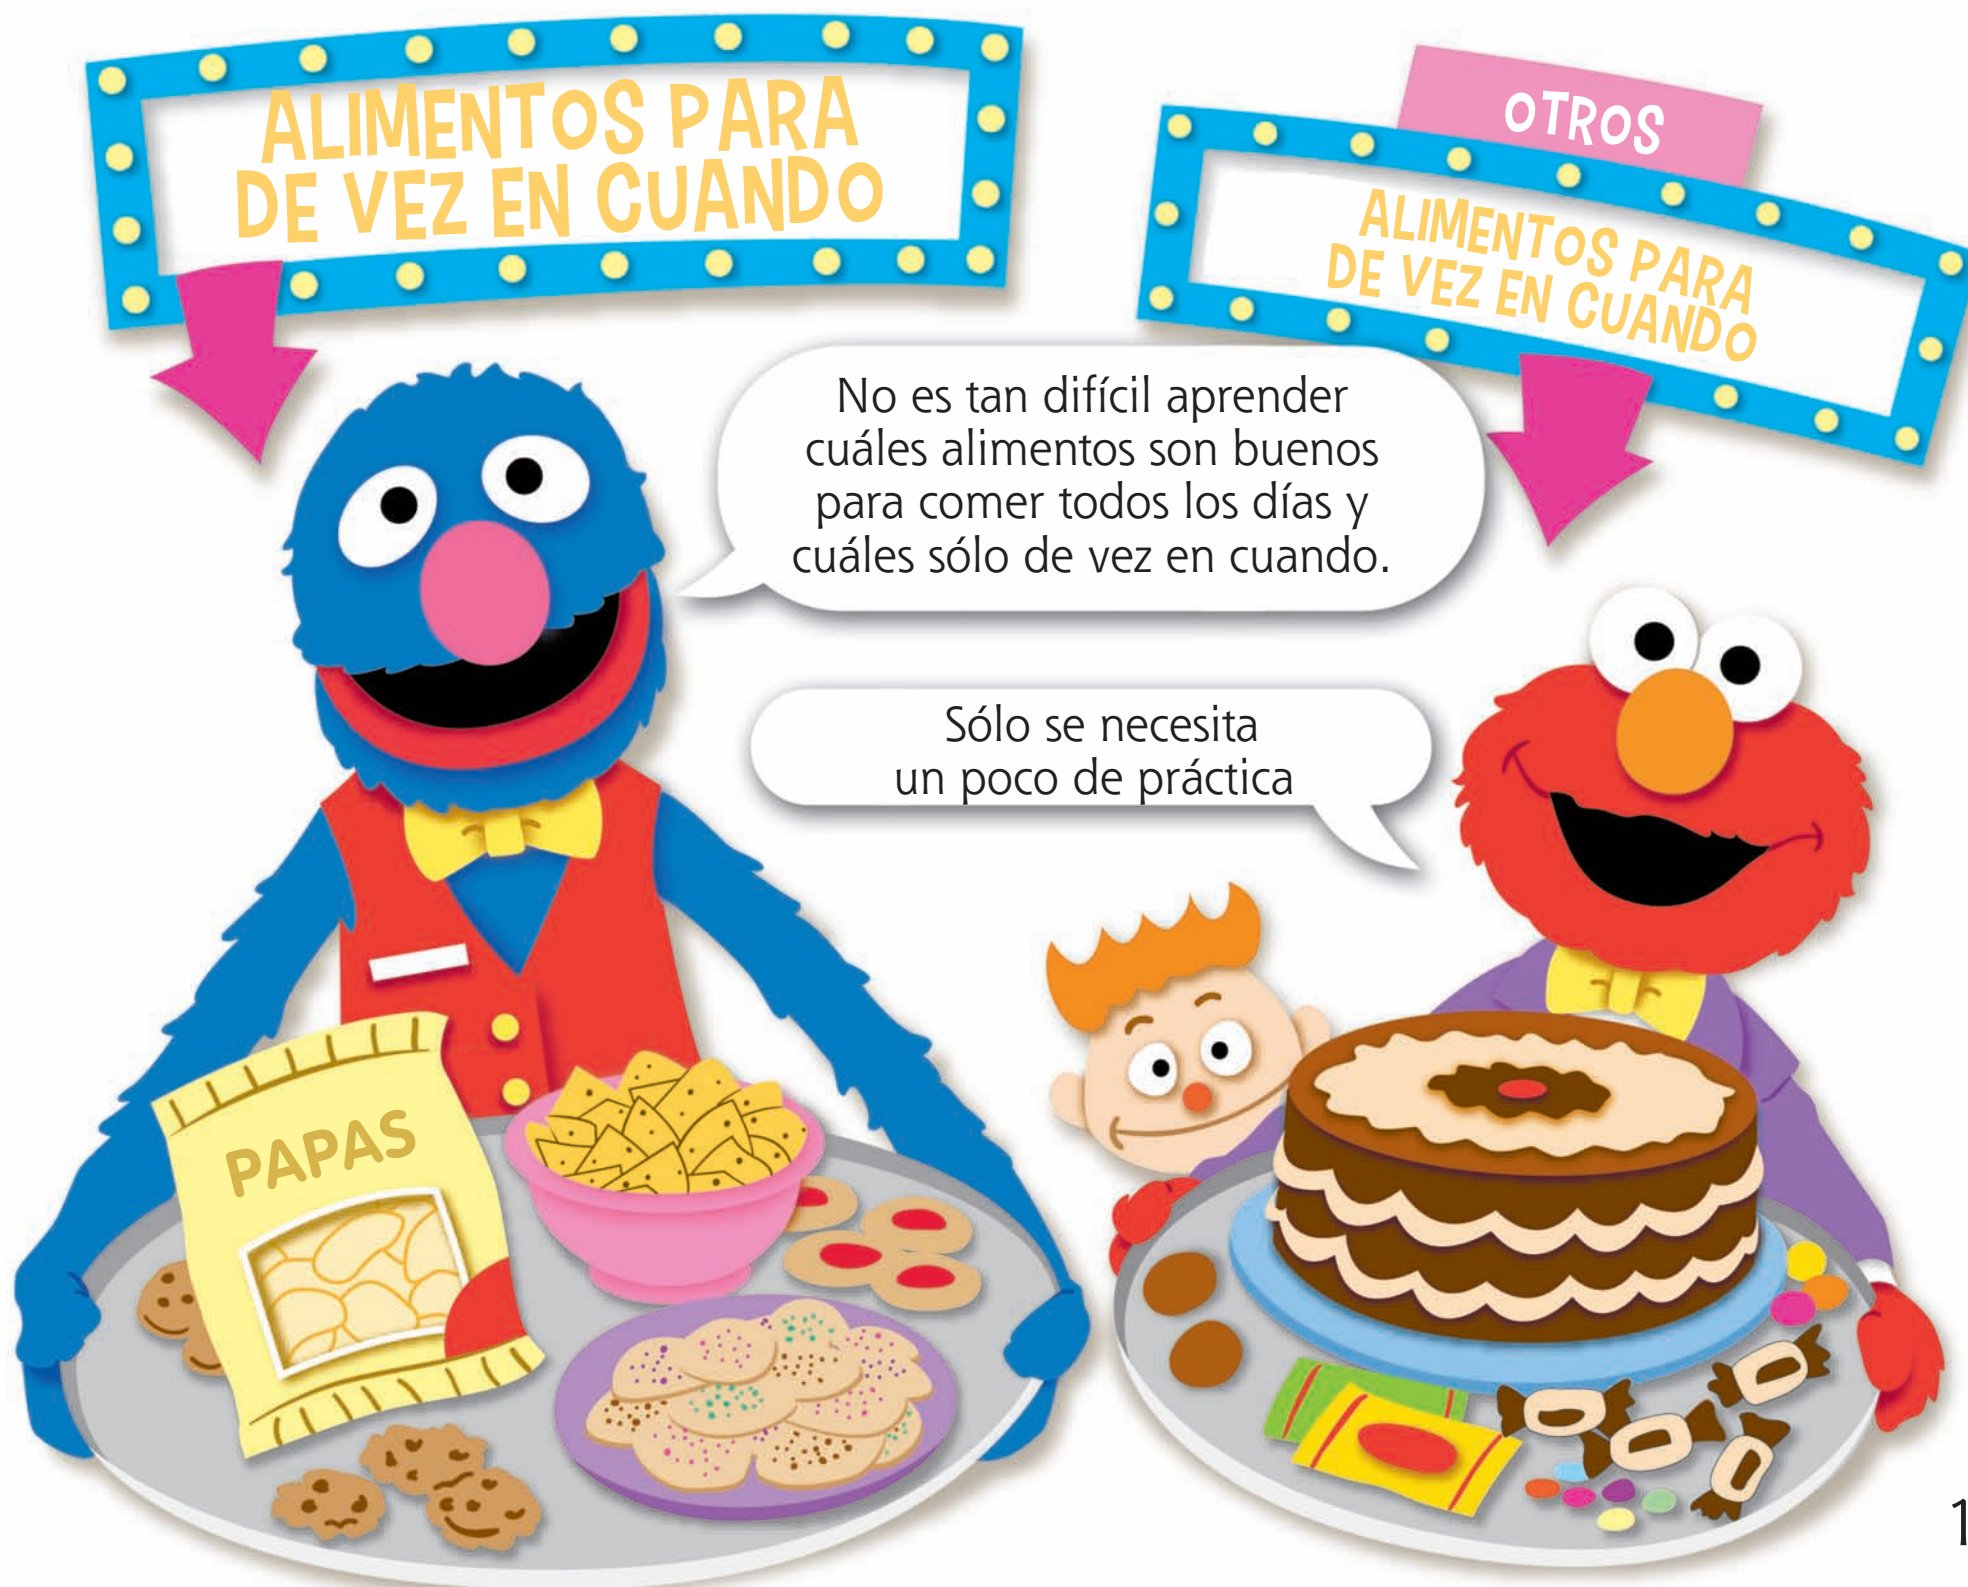 ALIMENTOS PARA
DE VEZ EN CUANDO
OTROS
ALIMENTOS PARA
DE VEZ EN CUANDO
No es tan difícil aprender
cuáles alimentos son buenos
para comer todos los días y
cuáles sólo de vez en cuando.
Sólo se necesita
un poco de práctica
PAPAS
1